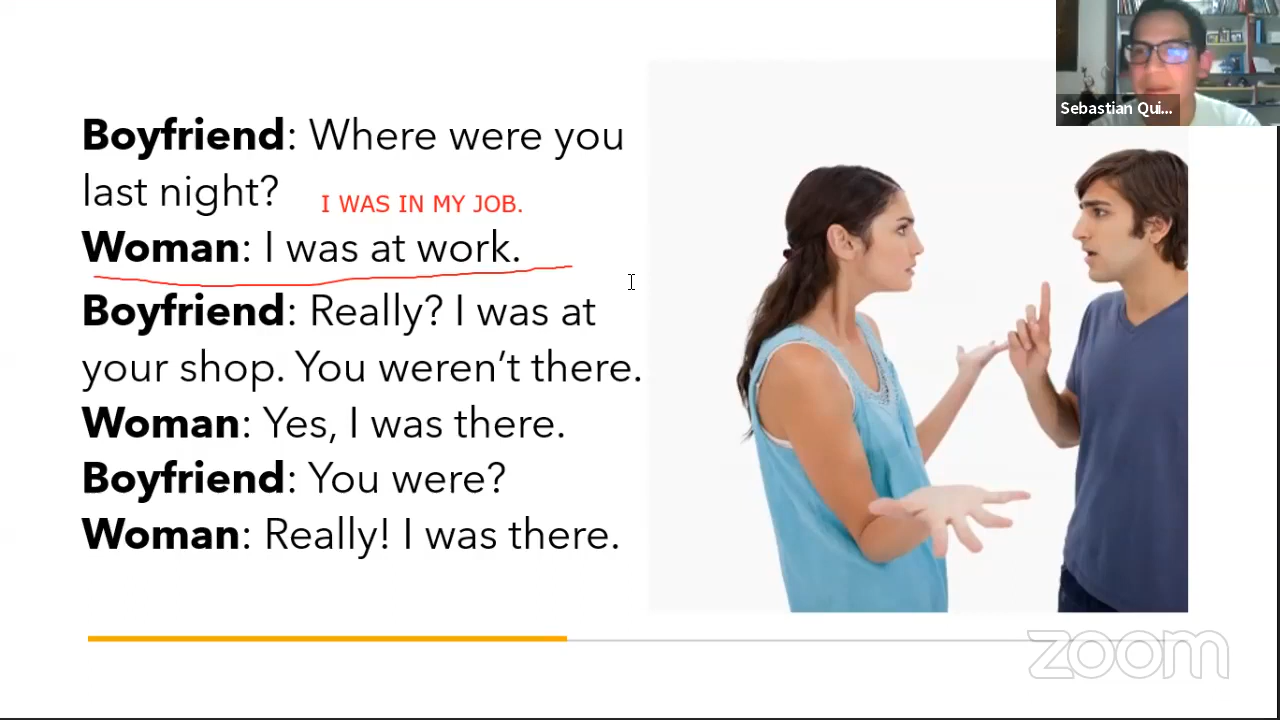 Sebastian Qui...
Boyfriend: Where were you
last night?
I WAS IN MY JOB.
Woman: I was at work.
Boyfriend: Really? I was at
your shop. You weren't there.
Woman: Yes, I was there.
Boyfriend: You were?
Woman: Really! I was there.
zoom